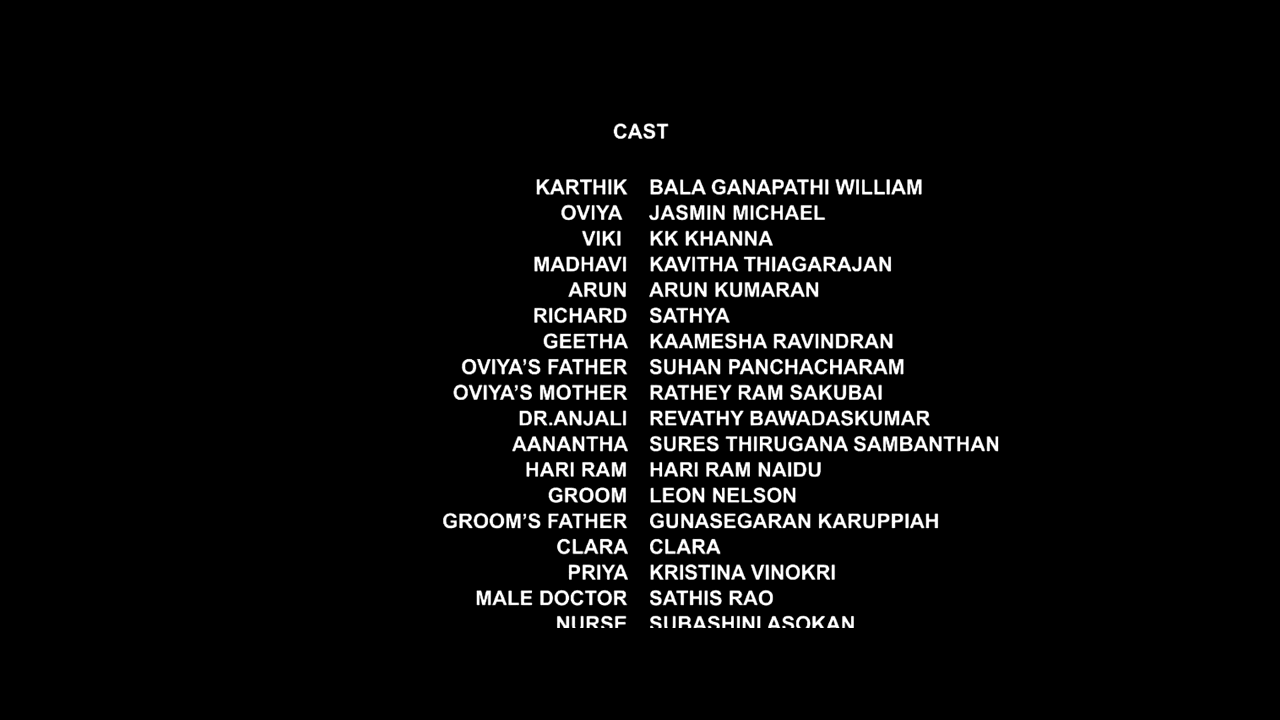 CAST
KARTHIK BALA GANAPATHI WILLIAM
OVIYA JASMIN MICHAEL
VIKI KK KHANNA
MADHAVI KAVITHA THIAGARAJAN
ARUN ARUN KUMARAN
RICHARD SATHYA
GEETHA KAAMESHA RAVINDRAN
OVIYA’S FATHER SUHAN PANCHACHARAM
OVIYA’S MOTHER RATHEY RAM SAKUBAI
DR.ANJALI REVATHY BAWADASKUMAR
AANANTHA SURES THIRUGANA SAMBANTHAN
HARI RAM HARI RAM NAIDU
GROOM LEON NELSON
GROOM’S FATHER GUNASEGARAN KARUPPIAH
CLARA CLARA
PRIYA KRISTINA VINOKRI
MALE DOCTOR SATHIS RAO
NURSE SUBASHINI ASOKAN